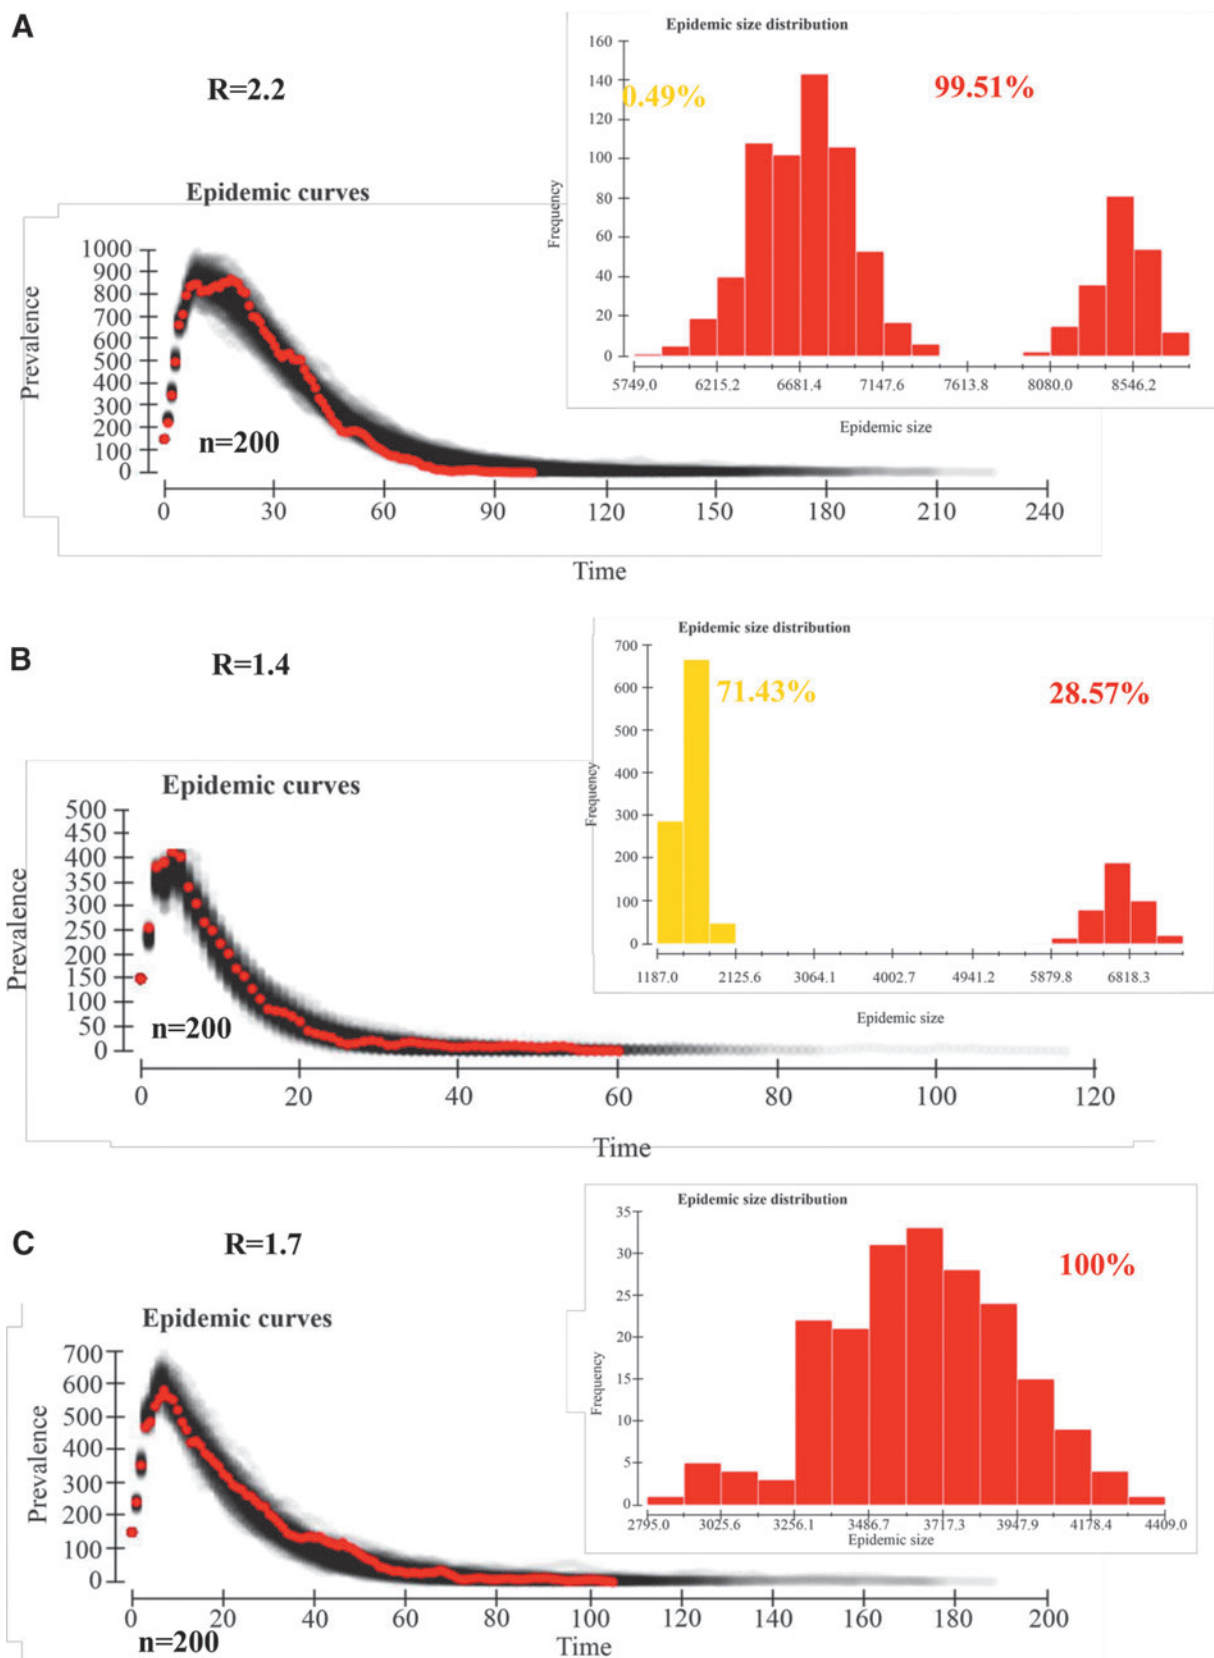 A
R=2.2
Epidemic size distribution
0.49%
99.51%
Frequency
160
140
120
100
80
60
40
20
0
5749.0 6215.2 6681.4 7147.6 7613.8 8080.0 8546.2
Epidemic size
Epidemic curves
Prevalence
1000
900
800
700
600
500
400
300
200
100
0
n=200
0 30 60 90 120 150 180 210 240
Time
B
R=1.4
Epidemic size distribution
71.43%
28.57%
Frequency
700
600
500
400
300
200
100
0
1187.0 2125.6 3064.1 4002.7 4941.2 5879.8 6818.3
Epidemic size
Epidemic curves
Prevalence
500
450
400
350
300
250
200
150
100
50
0
n=200
0 20 40 60 80 100 120
Time
C
R=1.7
Epidemic size distribution
100%
Frequency
35
30
25
20
15
10
5
0
2795.0 3025.6 3256.1 3486.7 3717.3 3947.9 4178.4 4409.0
Epidemic size
Epidemic curves
Prevalence
700
600
500
400
300
200
100
0
0 20 40 60 80 100 120 140 160 180 200
n=200
Time